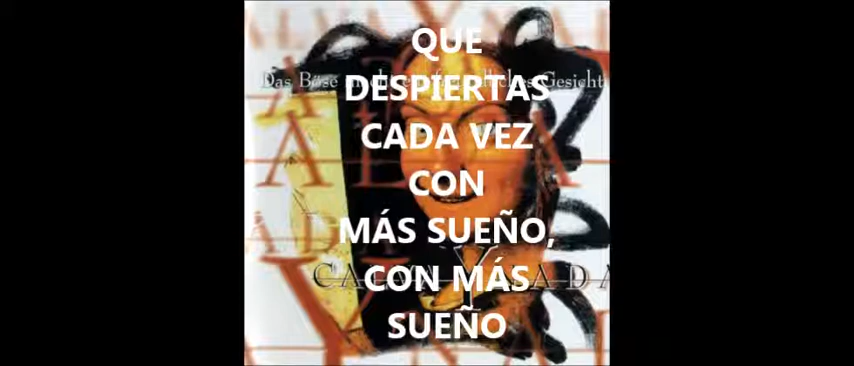 QUE
Das Böse
Gesicht
DESPIERTAS
CADA VEZ
CON
MÁS SUEÑO,
CON MÁS
SUEÑO